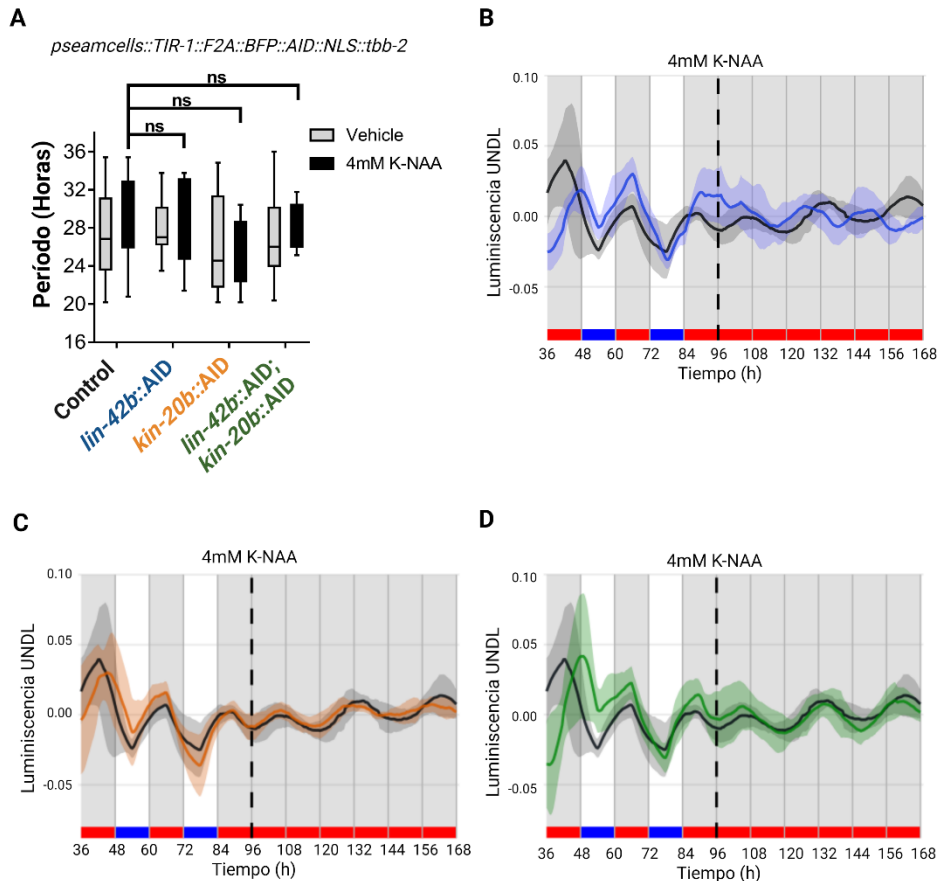 A
pseamcells::TIR-1::F2A::BFP::AID::NLS::tbb-2
ns
ns
ns
Vehicle
4mM K-NAA
Período (Horas)
36
32
28
24
20
16
Control
lin-42b::AID
kin-20b::AID
lin-42b::AID;
kin-20b::AID
B
4mM K-NAA
Luminiscencia UNDL
0.10
0.05
0.00
-0.05
36 48 60 72 84 96 108 120 132 144 156 168
Tiempo (h)
C
4mM K-NAA
Luminiscencia UNDL
0.10
0.05
0.00
-0.05
36 48 60 72 84 96 108 120 132 144 156 168
Tiempo (h)
D
4mM K-NAA
Luminiscencia UNDL
0.10
0.05
0.00
-0.05
36 48 60 72 84 96 108 120 132 144 156 168
Tiempo (h)